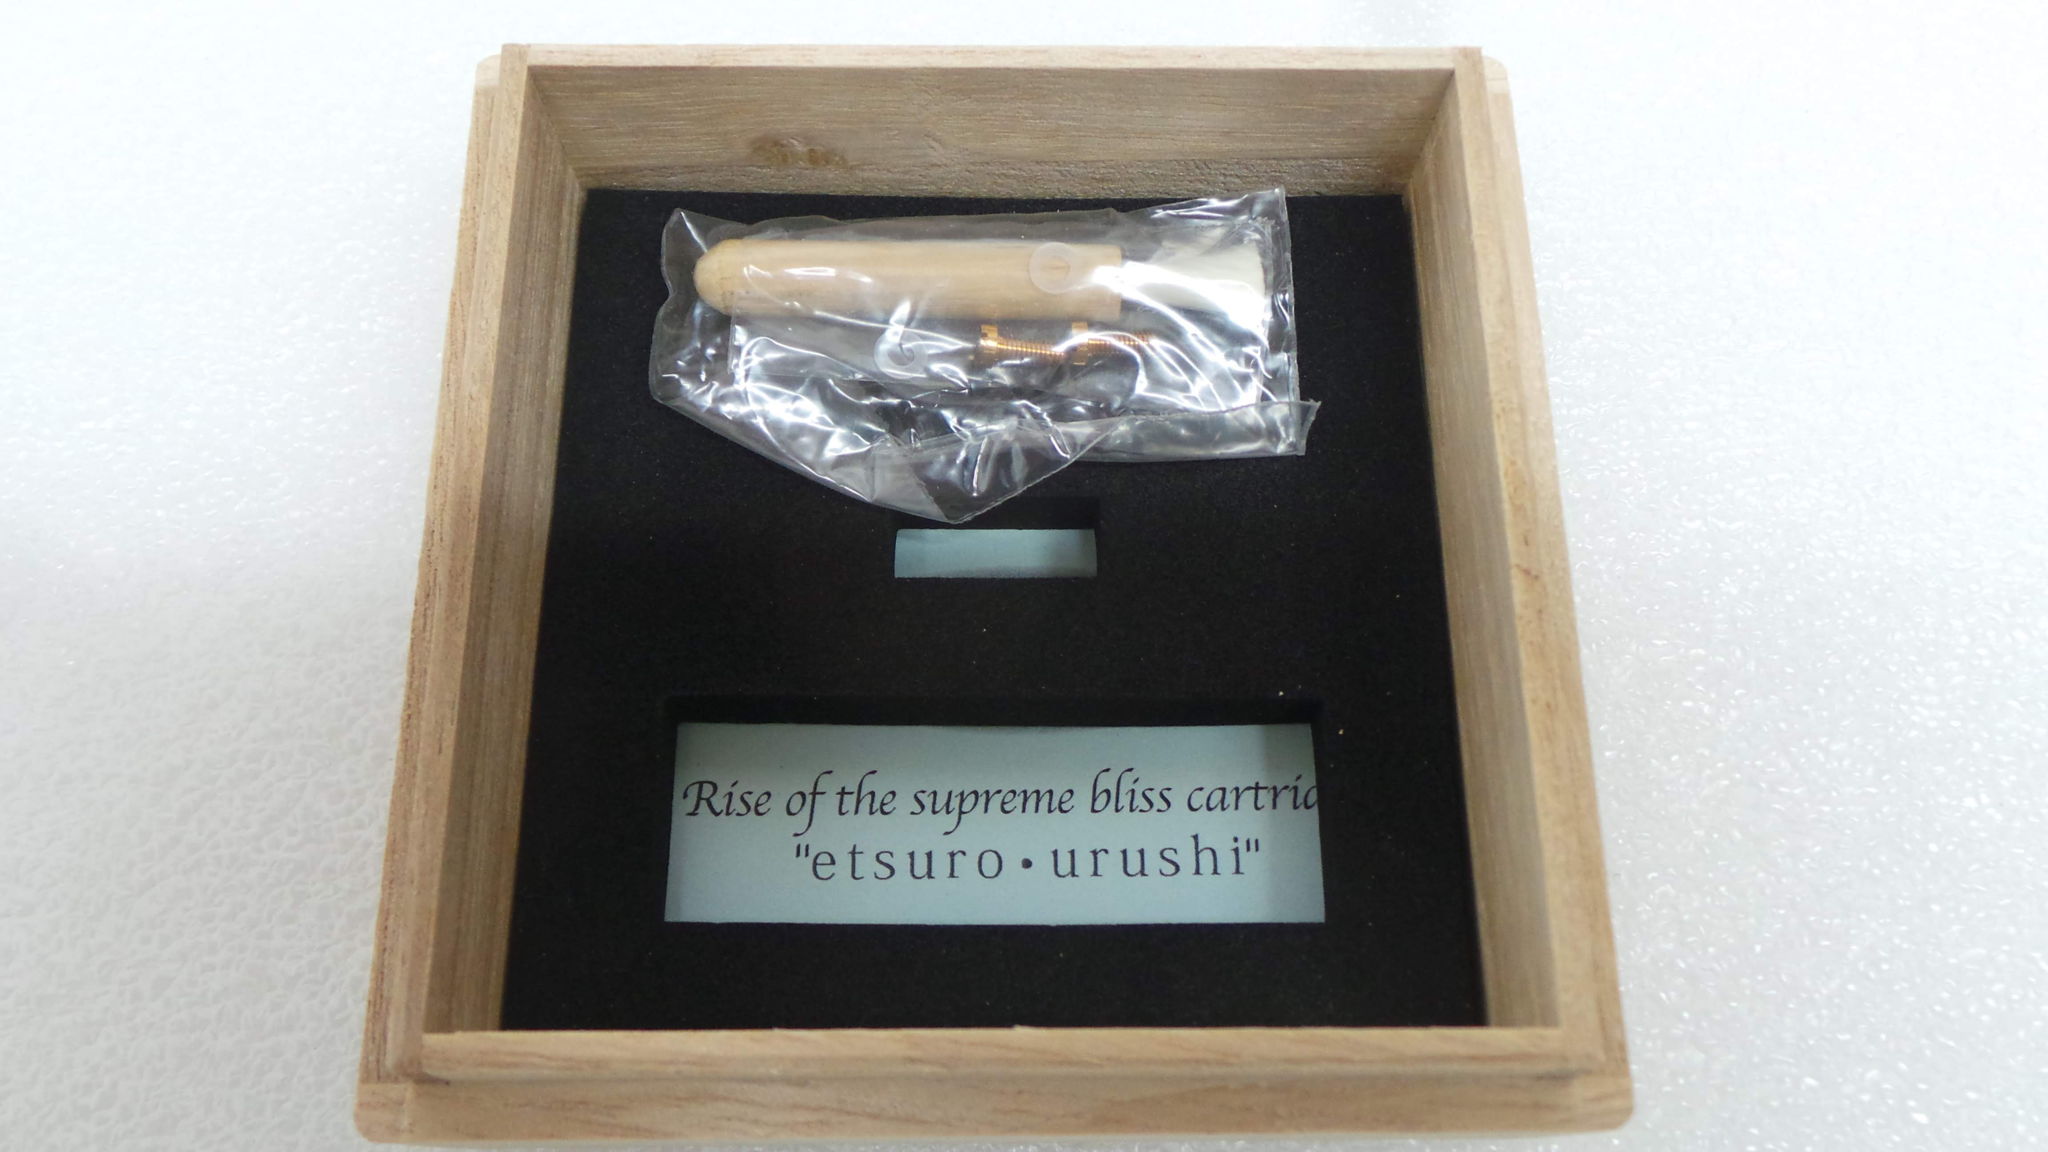 Rise of the supreme bliss cartrid
"etsuro・urushi"